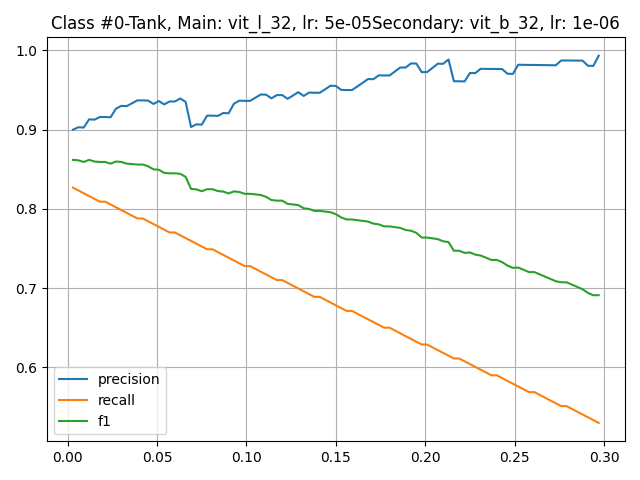 Class #0-Tank, Main: vit_l_32, lr: 5e-05Secondary: vit_b_32, lr: 1e-06
1.0
0.9
0.8
0.7
0.6
precision
recall
f1
0.00 0.05 0.10 0.15 0.20 0.25 0.30